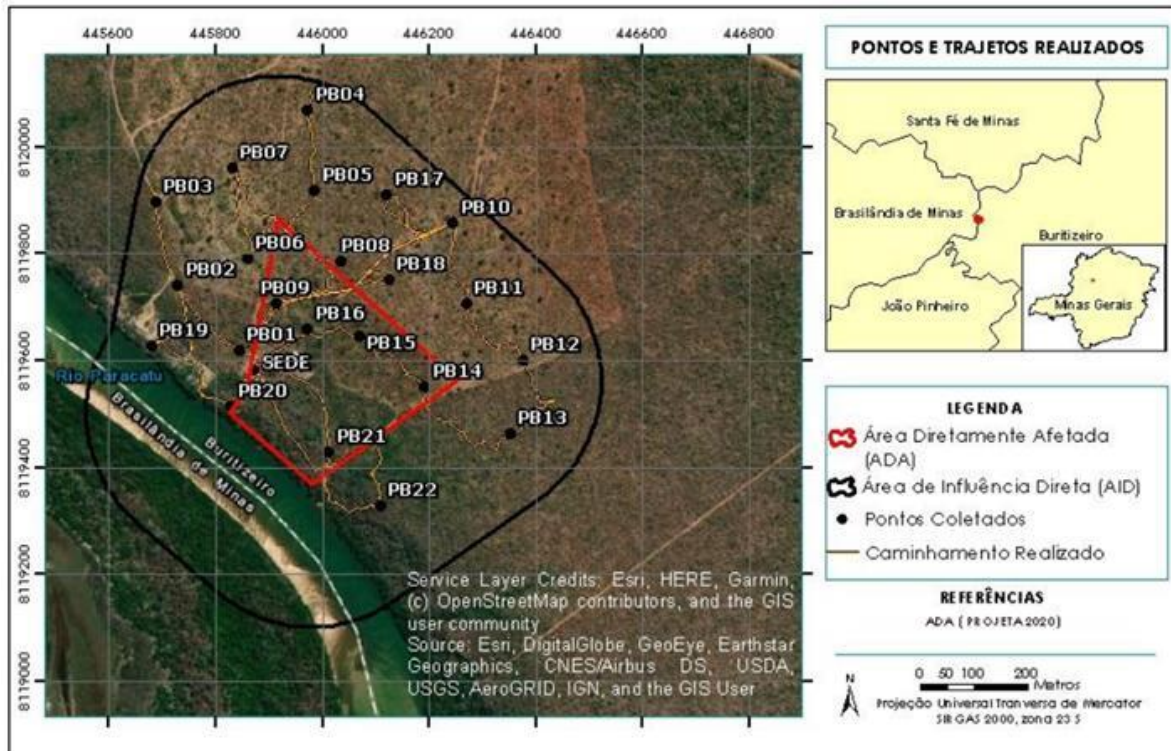 445600 445800 446000 446200 446400 446600 446800
8120000
8119800
8119600
8119400
8119200
8119000
PB04
PB07
PB05
PB17
PB03
PB10
PB06
PB08
PB02
PB18
PB09
PB11
PB16
PB19
PB01
PB15
PB12
SEDE
PB14
PB20
PB13
PB21
PB22
Rio Paracatu
Buritizeiro
Brasilândia de Minas
Service Layer Credits: Esri, HERE, Garmin,
(c) OpenStreetMap contributors, and the GIS
user community
Source: Esri, DigitalGlobe, GeoEye, Earthstar
Geographics, CNES/Airbus DS, USDA,
USGS, AeroGRID, IGN, and the GIS User
PONTOS E TRAJETOS REALIZADOS
Santa Fé de Minas
Brasilândia de Minas
Buritizeiro
João Pinheiro
Minas Gerais
LEGENDA
Área Diretamente Afetada
(ADA)
Área de Influência Direta (AID)
Pontos Coletados
Caminhamento Realizado
REFERÊNCIAS
ADA ( PROJETA2020)
N
0 50 100 200
Metros
Projeção Universal Tranversa de Mercator
SIRGAS 2000, zona 23 S